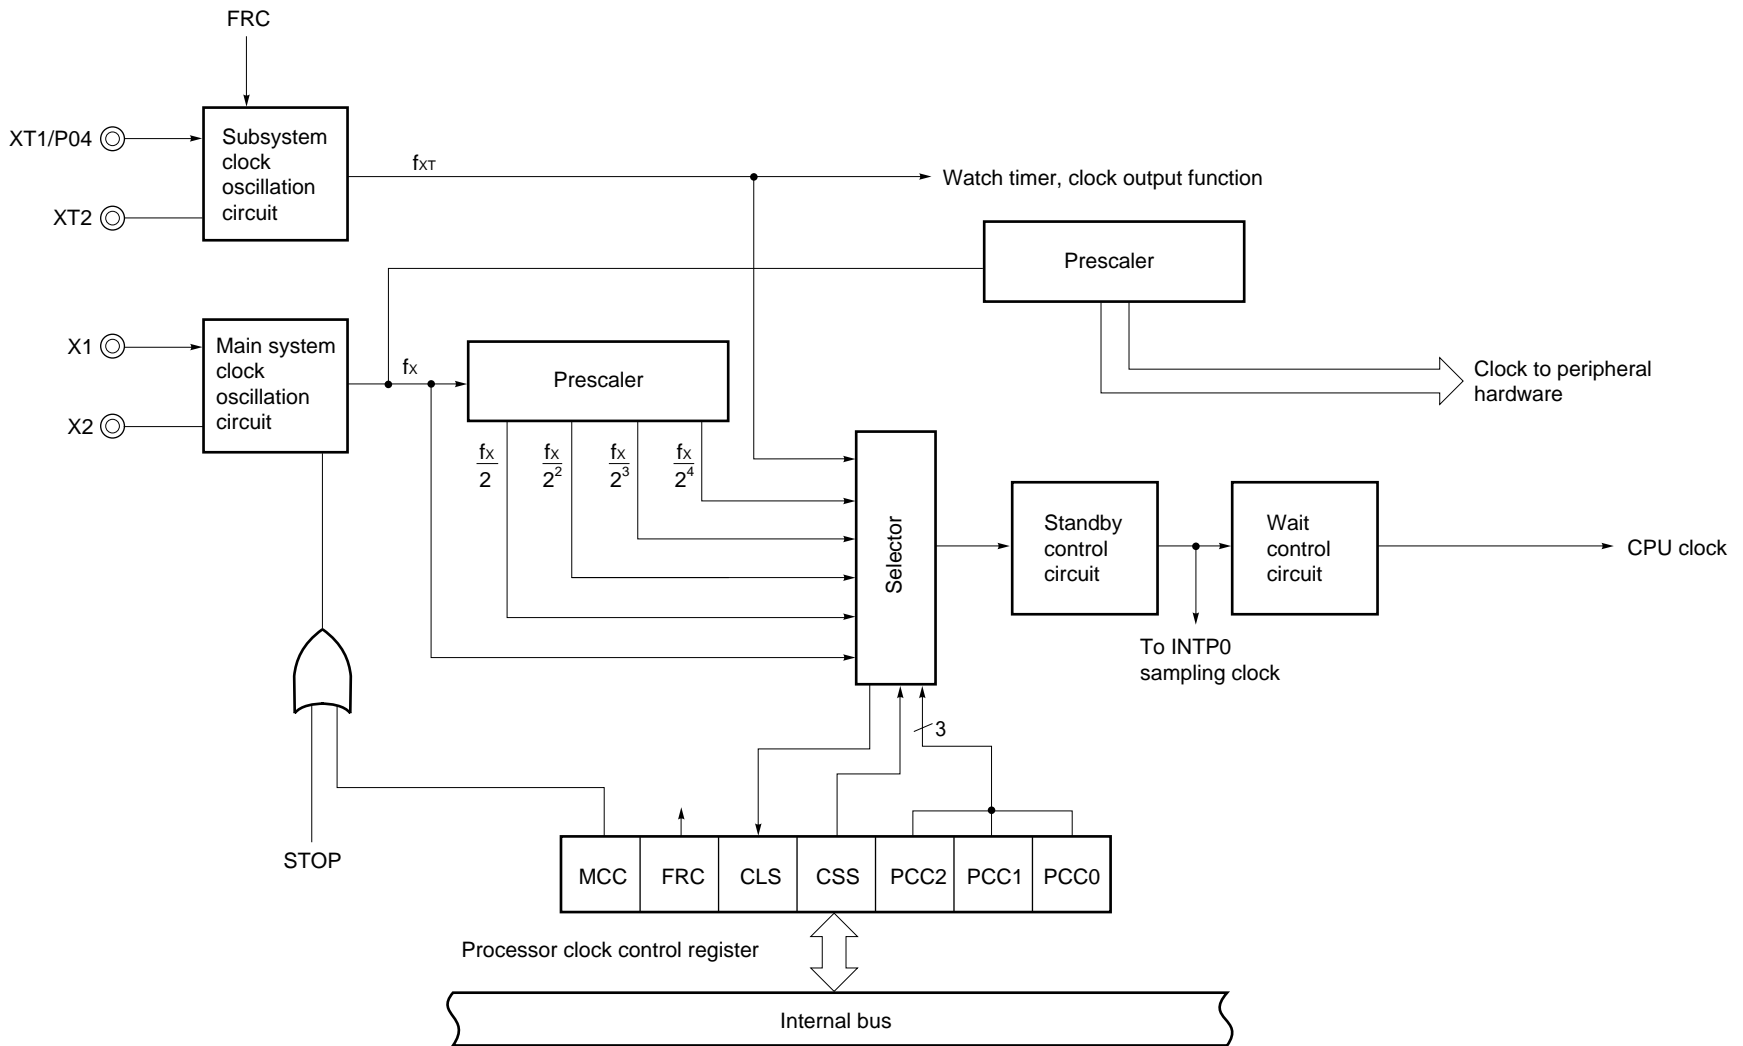 FRC
XT1/P04
XT2
Subsystem
clock
oscillation
circuit
fXT
Watch timer, clock output function
Prescaler
X1
X2
Main system
clock
oscillation
circuit
fX
Prescaler
Clock to peripheral
hardware
fX/2
fX/2^2
fX/2^3
fX/2^4
Selector
Standby
control
circuit
Wait
control
circuit
CPU clock
To INTP0
sampling clock
3
STOP
MCC FRC CLS CSS PCC2 PCC1 PCC0
Processor clock control register
Internal bus